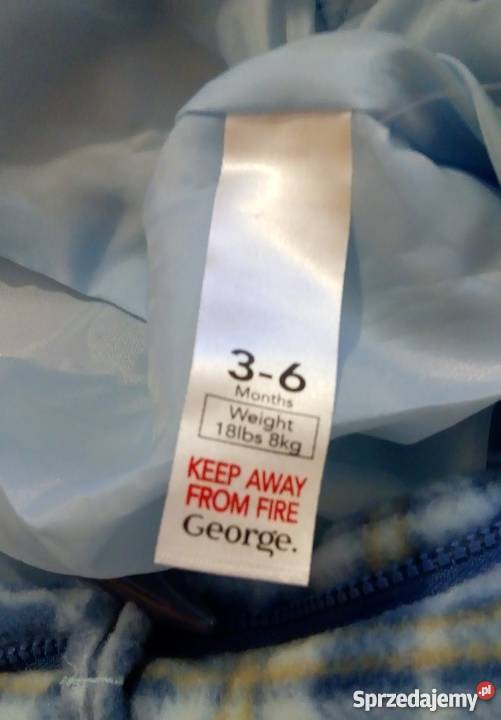 3-6
Months
Weight
18lbs 8kg
KEEP AWAY
FROM FIRE
George.
Sprzedajemy.pl